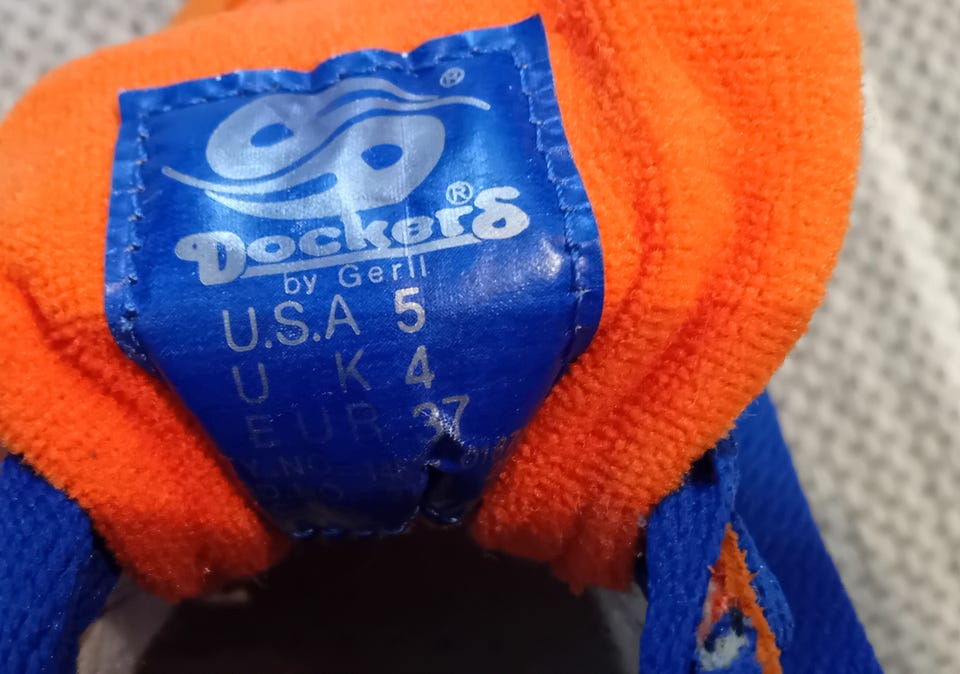 ®
Dockers®
by Gerli
U.S.A 5
U K 4
EUR 37